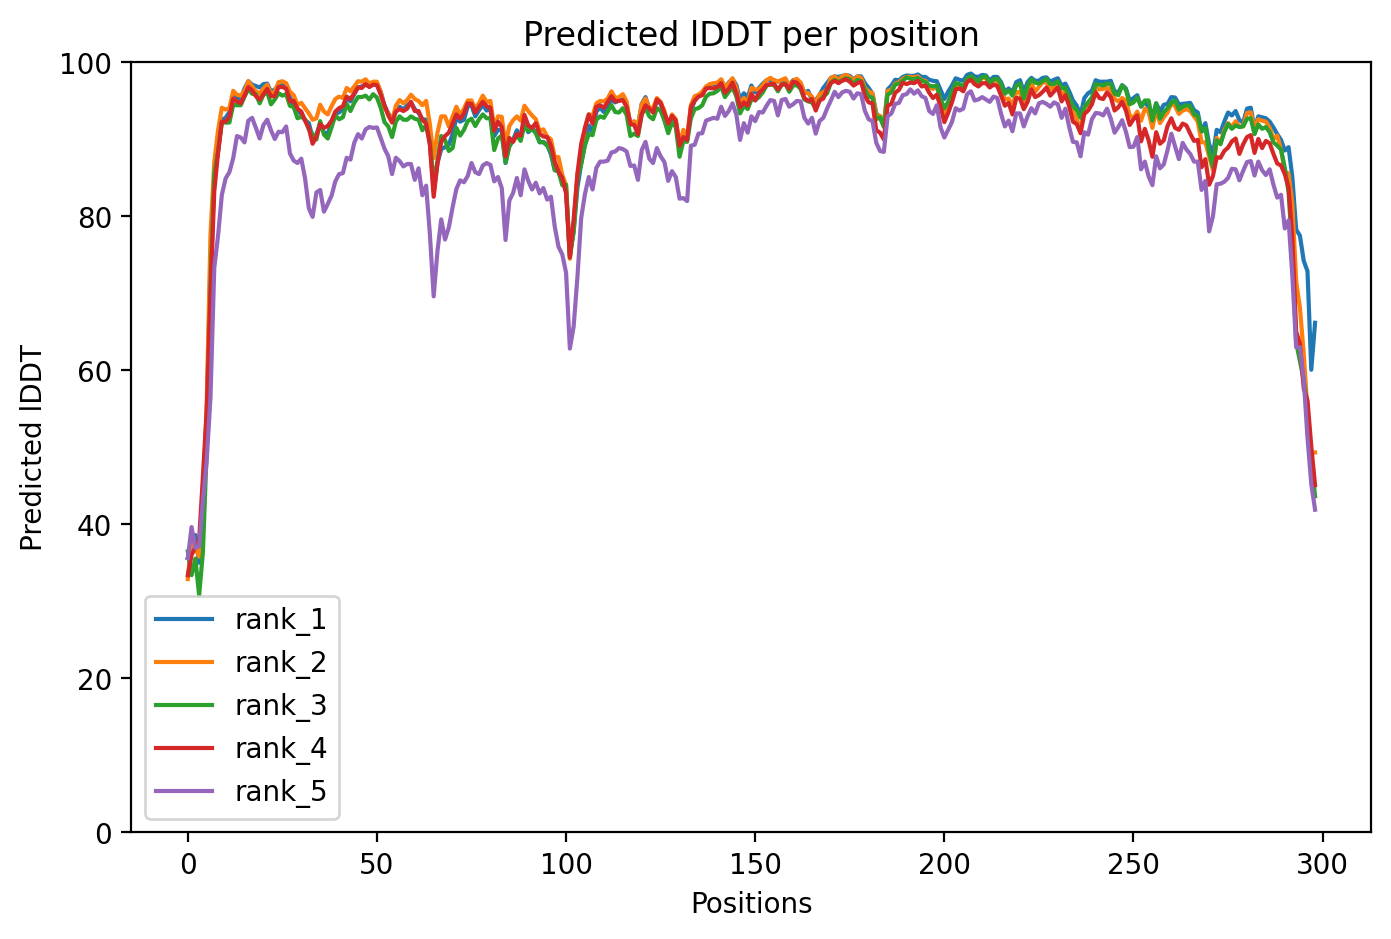 Predicted lDDT per position
100
80
60
40
20
0
Predicted lDDT
rank_1
rank_2
rank_3
rank_4
rank_5
0 50 100 150 200 250 300
Positions